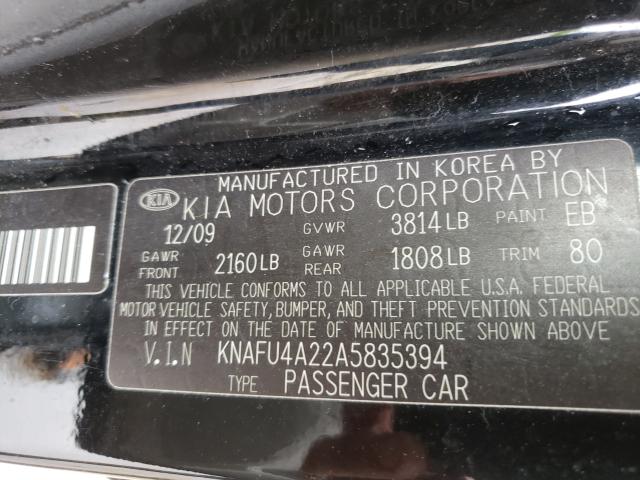 MANUFACTURED IN KOREA BY
KIA KIA MOTORS CORPORATION
12/09 GVWR 3814LB PAINT EB
GAWR FRONT 2160LB GAWR REAR 1808LB TRIM 80
THIS VEHICLE CONFORMS TO ALL APPLICABLE U.S.A. FEDERAL
MOTOR VEHICLE SAFETY, BUMPER, AND THEFT PREVENTION STANDARDS
IN EFFECT ON THE DATE OF MANUFACTURE SHOWN ABOVE
V.I.N KNAFU4A22A5835394
TYPE PASSENGER CAR